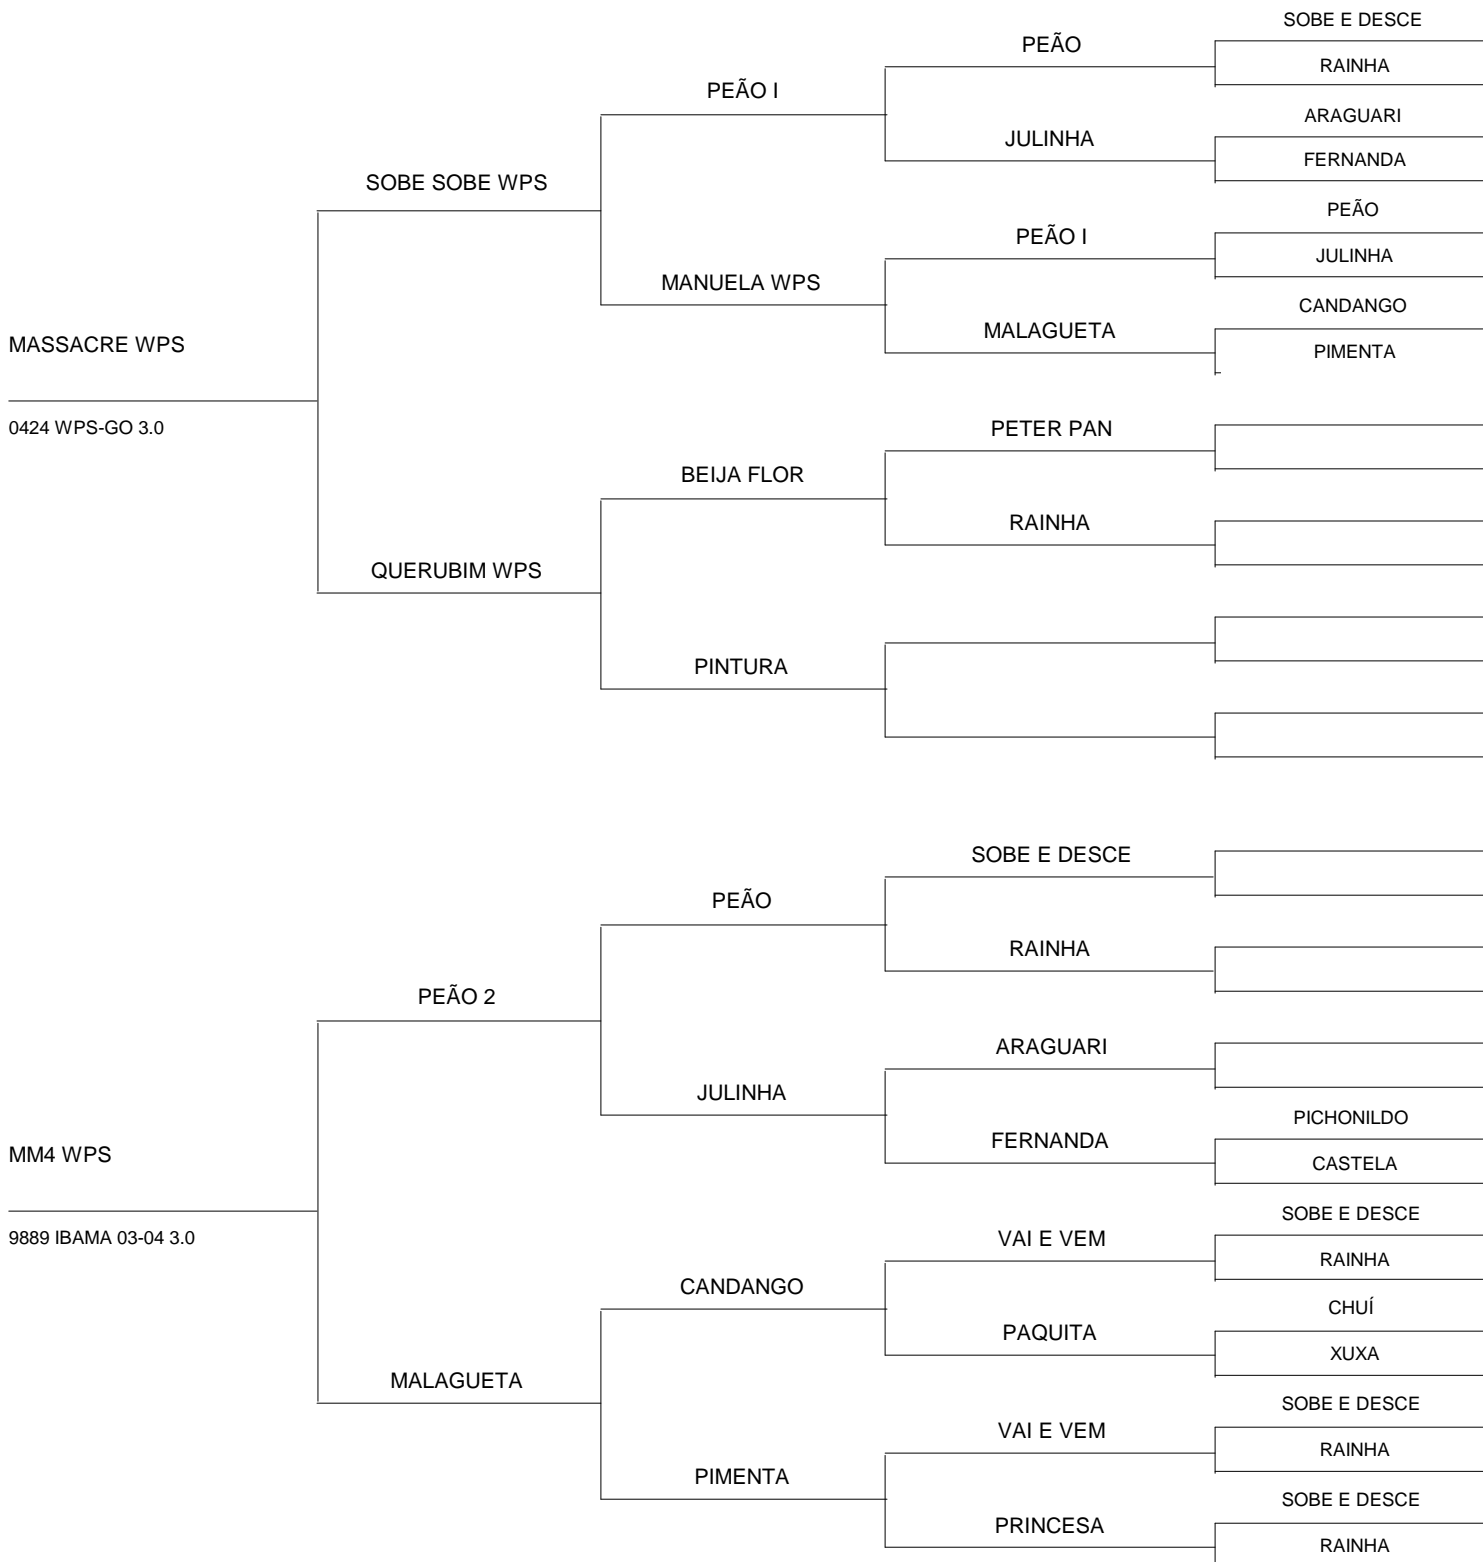 SOBE E DESCE
PEÃO
RAINHA
PEÃO I
ARAGUARI
JULINHA
FERNANDA
SOBE SOBE WPS
PEÃO
PEÃO I
JULINHA
MANUELA WPS
CANDANGO
MALAGUETA
MASSACRE WPS
PIMENTA
0424 WPS-GO 3.0
PETER PAN
BEIJA FLOR
RAINHA
QUERUBIM WPS
PINTURA
SOBE E DESCE
PEÃO
RAINHA
PEÃO 2
ARAGUARI
JULINHA
PICHONILDO
FERNANDA
MM4 WPS
CASTELA
SOBE E DESCE
9889 IBAMA 03-04 3.0
VAI E VEM
RAINHA
CANDANGO
CHUÍ
PAQUITA
XUXA
MALAGUETA
SOBE E DESCE
VAI E VEM
RAINHA
PIMENTA
SOBE E DESCE
PRINCESA
RAINHA